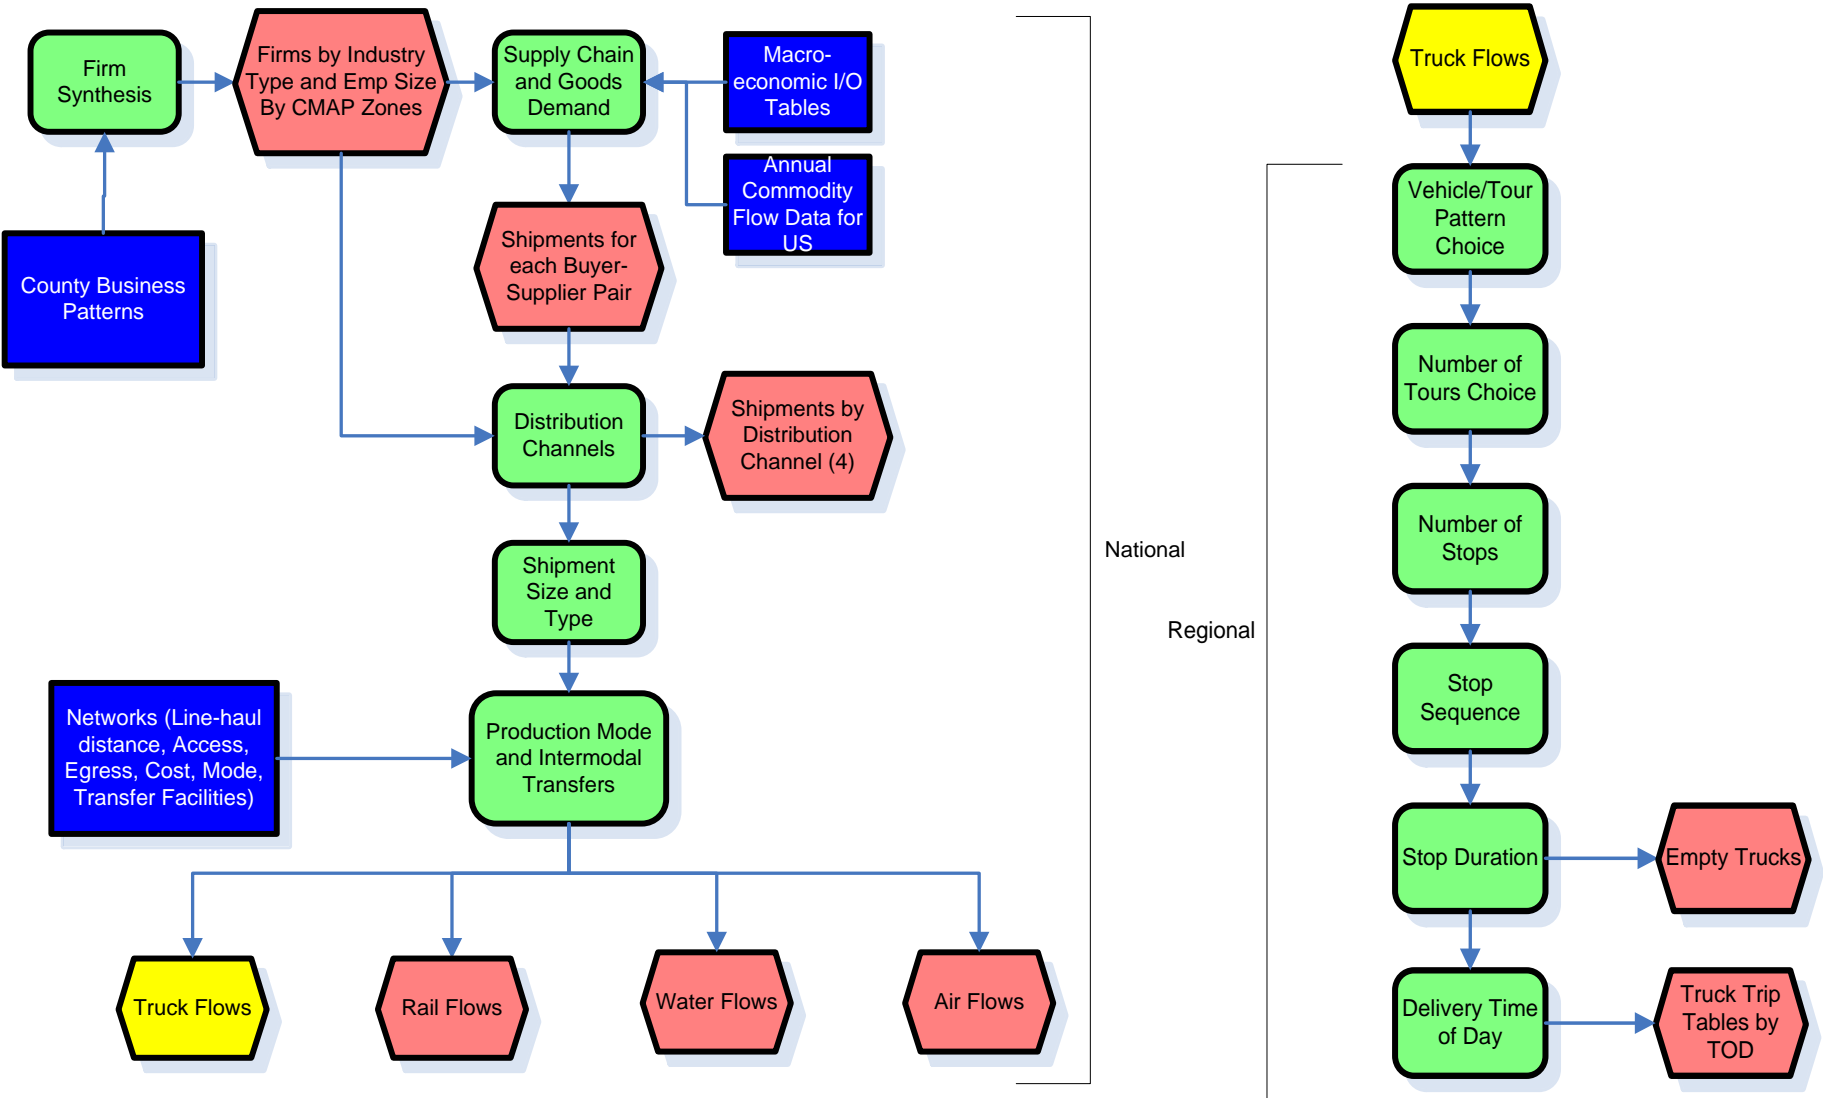 Firm
Synthesis
Firms by Industry
Type and Emp Size
By CMAP Zones
Supply Chain
and Goods
Demand
Macro-
economic I/O
Tables
Annual
Commodity
Flow Data for
US
County Business
Patterns
Shipments for
each Buyer-
Supplier Pair
Distribution
Channels
Shipments by
Distribution
Channel (4)
Shipment
Size and
Type
Networks (Line-haul
distance, Access,
Egress, Cost, Mode,
Transfer Facilities)
Production Mode
and Intermodal
Transfers
Truck Flows
Rail Flows
Water Flows
Air Flows
National
Regional
Truck Flows
Vehicle/Tour
Pattern
Choice
Number of
Tours Choice
Number of
Stops
Stop
Sequence
Stop Duration
Empty Trucks
Delivery Time
of Day
Truck Trip
Tables by
TOD